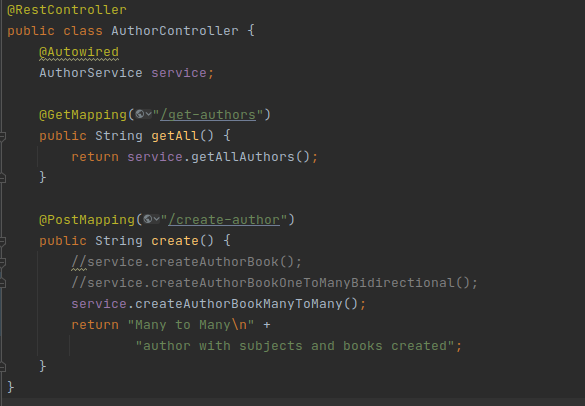 @RestController
public class AuthorController {
    @Autowired
    AuthorService service;

    @GetMapping("/get-authors")
    public String getAll() {
        return service.getAllAuthors();
    }

    @PostMapping("/create-author")
    public String create() {
        //service.createAuthorBook();
        //service.createAuthorBookOneToManyBidirectional();
        service.createAuthorBookManyToMany();
        return "Many to Many\n" +
                "author with subjects and books created";
    }
}